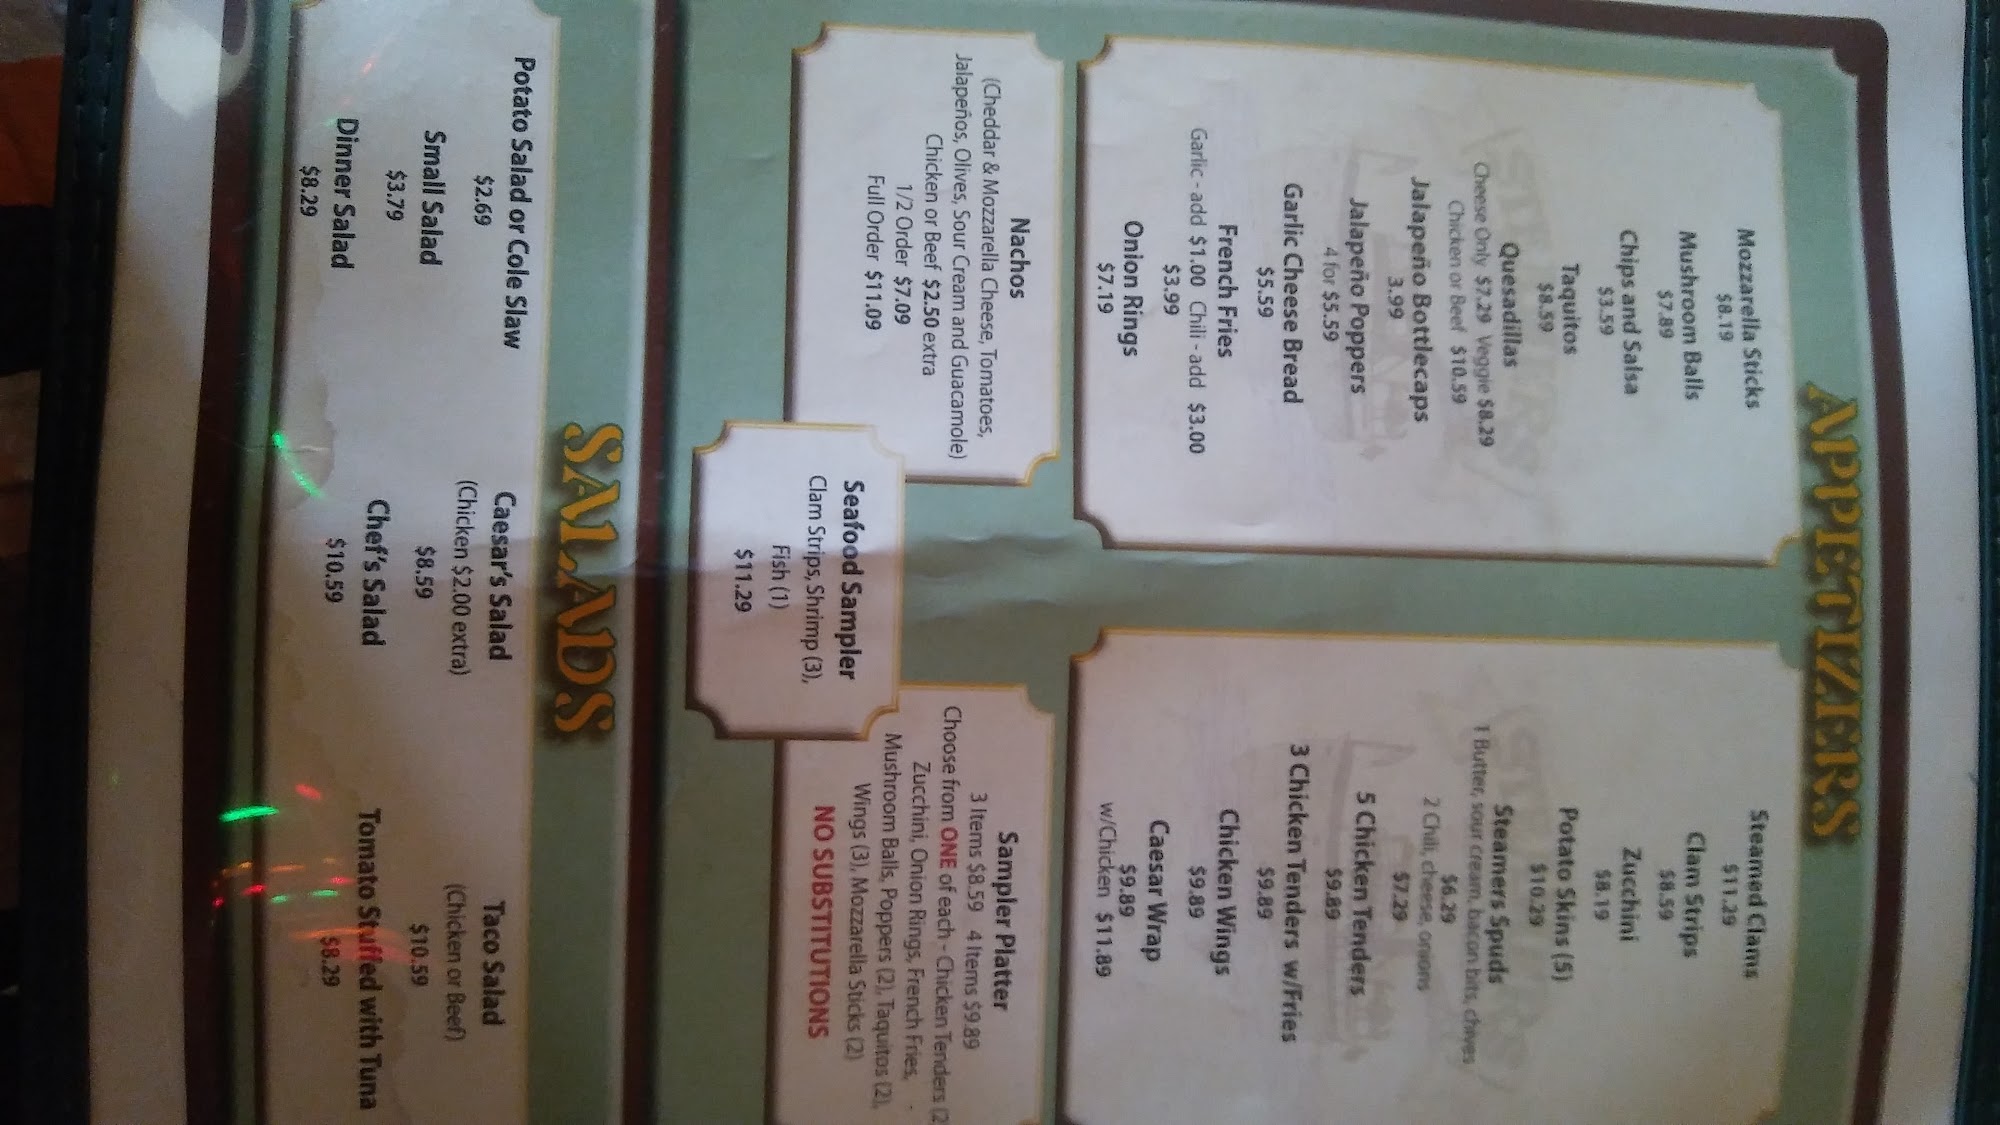 APPETIZERS
Mozzarella Sticks
$8.19
Mushroom Balls
$7.89
Chips and Salsa
$3.59
Taquitos
$8.59
Quesadillas
Cheese Only $7.29 Veggie $8.29
Chicken or Beef $10.59
Jalapeño Bottlecaps
3.99
Jalapeño Poppers
4 for $5.59
Garlic Cheese Bread
$5.59
French Fries
Garlic - add $1.00 Chili - add $3.00
$3.99
Onion Rings
$7.19
Steamed Clams
$11.29
Clam Strips
$8.59
Zucchini
$8.19
Potato Skins (5)
$10.29
Steamers Spuds
1 Butter, sour cream, bacon bits, chives
$6.29
2 Chili, cheese, onions
$7.29
5 Chicken Tenders
$9.89
3 Chicken Tenders w/Fries
$9.89
Chicken Wings
$9.89
Caesar Wrap
$9.89
w/Chicken $11.89
Nachos
(Cheddar & Mozzarella Cheese, Tomatoes,
Jalapeños, Olives, Sour Cream and Guacamole)
Chicken or Beef $2.50 extra
1/2 Order $7.09
Full Order $11.09
Seafood Sampler
Clam Strips, Shrimp (3),
Fish (1)
$11.29
Sampler Platter
3 Items $8.59 4 Items $9.89
Choose from ONE of each - Chicken Tenders (2
Zucchini, Onion Rings, French Fries,
Mushroom Balls, Poppers (2), Taquitos (2),
Wings (3), Mozzarella Sticks (2)
NO SUBSTITUTIONS
SALADS
Potato Salad or Cole Slaw
$2.69
Small Salad
$3.79
Dinner Salad
$8.29
Caesar's Salad
(Chicken $2.00 extra)
$8.59
Chef's Salad
$10.59
Taco Salad
(Chicken or Beef)
$10.59
Tomato Stuffed with Tuna
$8.29